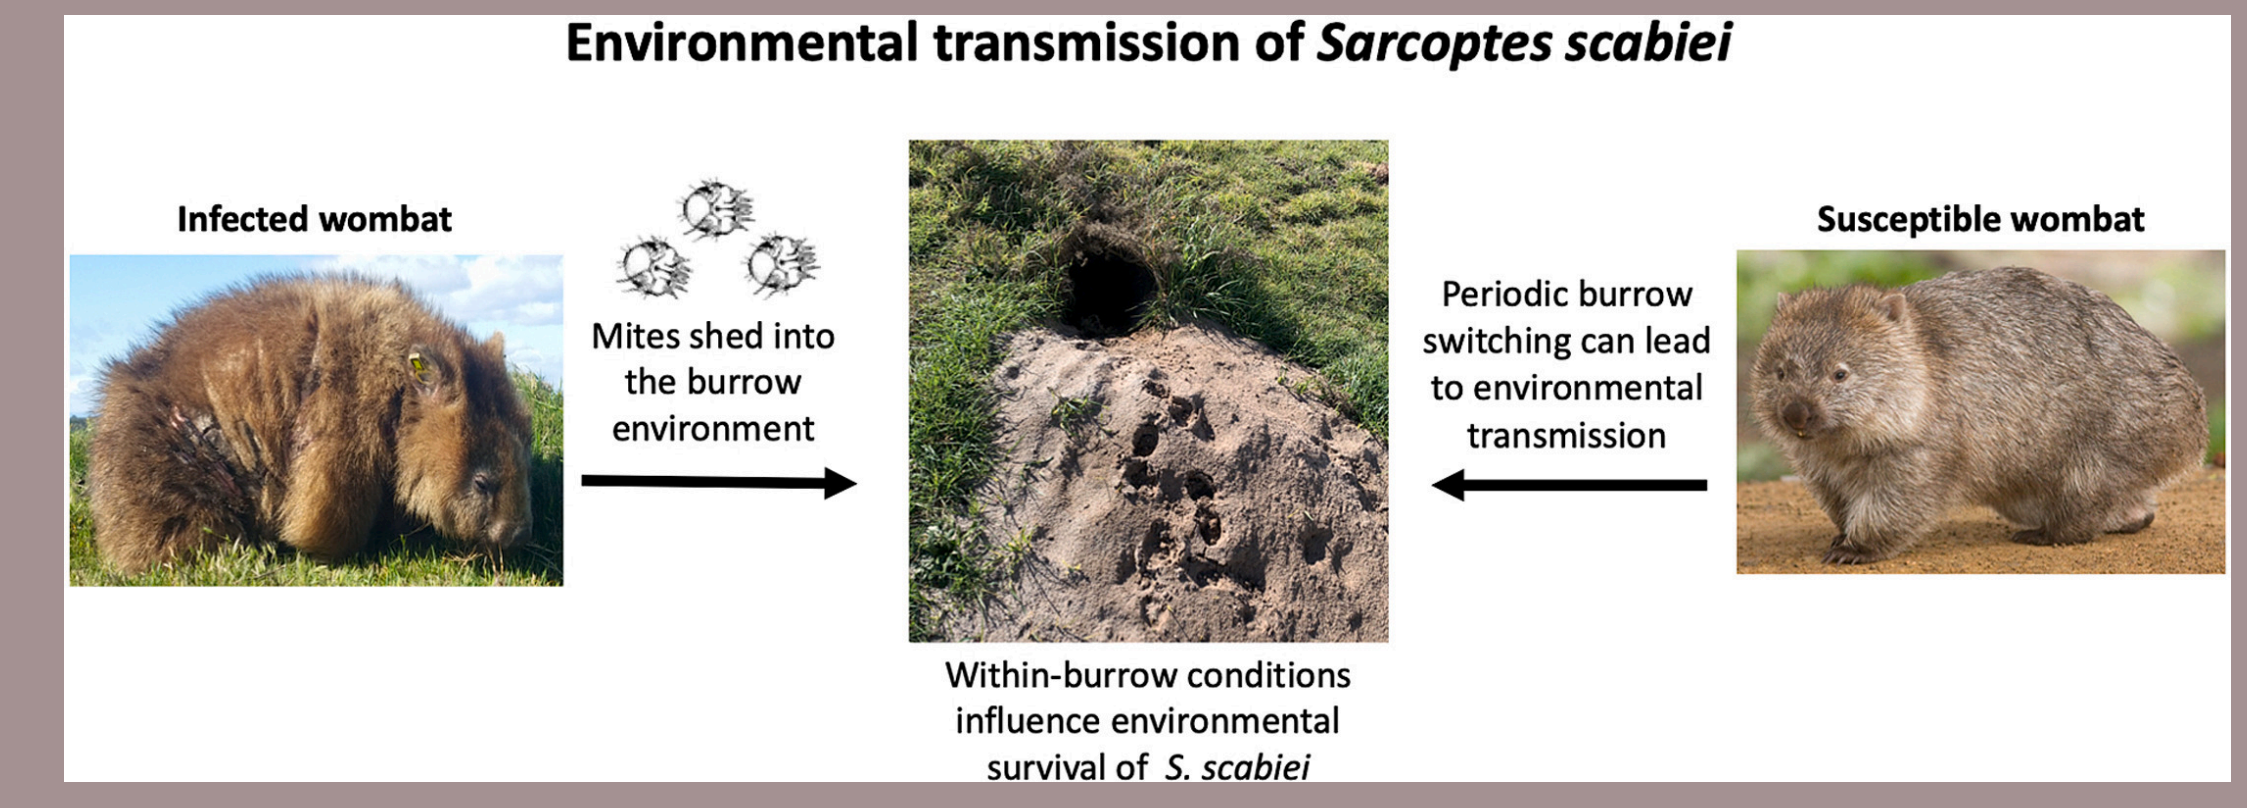 Environmental transmission of Sarcoptes scabiei
Infected wombat
Mites shed into
the burrow
environment
Within-burrow conditions
influence environmental
survival of S. scabiei
Periodic burrow
switching can lead
to environmental
transmission
Susceptible wombat